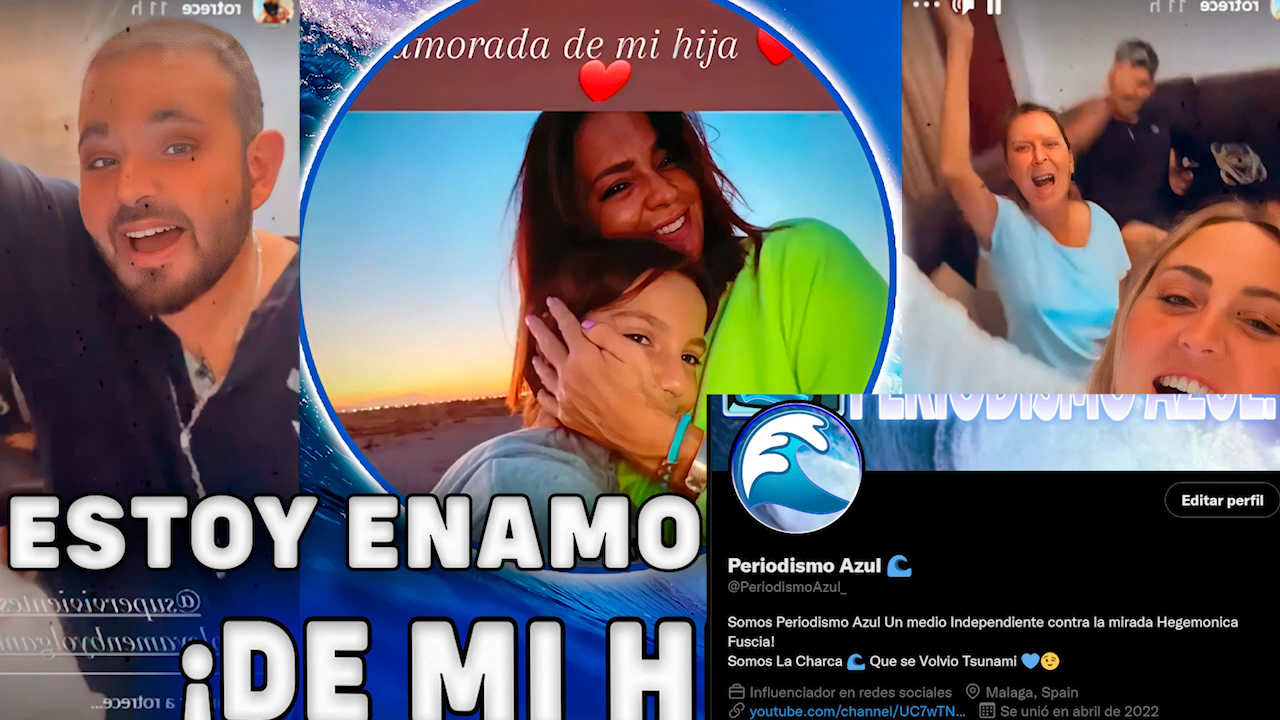 rotrece 11 h
amorada de mi hija ❤️
❤️
rotrece 11 h
ESTOY ENAMO
¡DE MI H
@supervivientes
r a rotrece...
PERIODISMO AZUL
Editar perfil
Periodismo Azul 🌊
@PeriodismoAzul_
Somos Periodismo Azul Un medio Independiente contra la mirada Hegemonica
Fuscia!
Somos La Charca 🌊 Que se Volvio Tsunami 💙😉
Influenciador en redes sociales Malaga, Spain
youtube.com/channel/UC7wTN... Se unió en abril de 2022